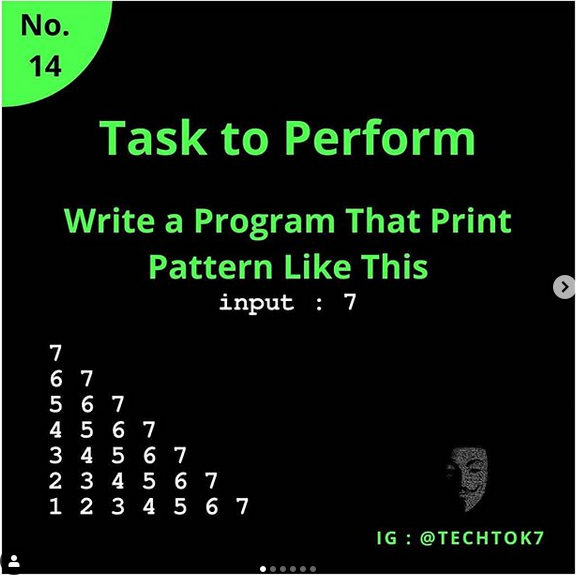 No.
14
Task to Perform
Write a Program That Print
Pattern Like This
input : 7
7
6 7
5 6 7
4 5 6 7
3 4 5 6 7
2 3 4 5 6 7
1 2 3 4 5 6 7
IG : @TECHTOK7